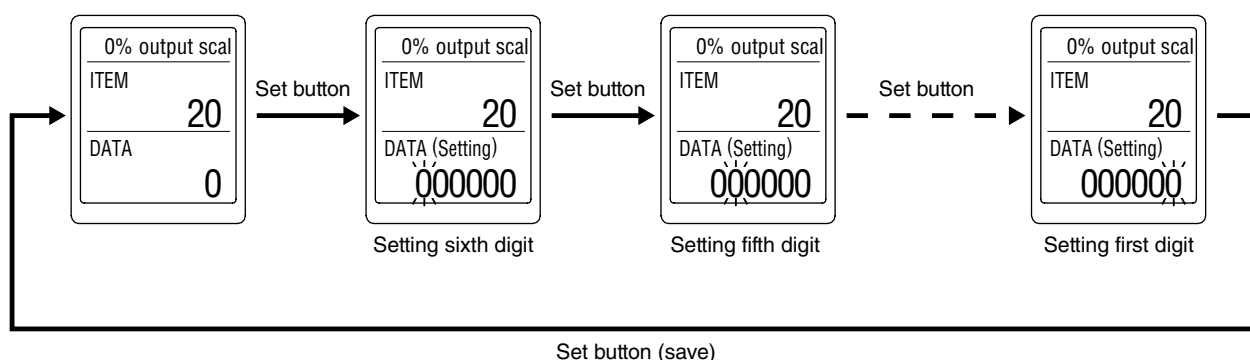 0% output scal
ITEM
20
DATA
0
Set button
0% output scal
ITEM
20
DATA (Setting)
000000
Setting sixth digit
Set button
0% output scal
ITEM
20
DATA (Setting)
000000
Setting fifth digit
Set button
0% output scal
ITEM
20
DATA (Setting)
000000
Setting first digit
Set button (save)